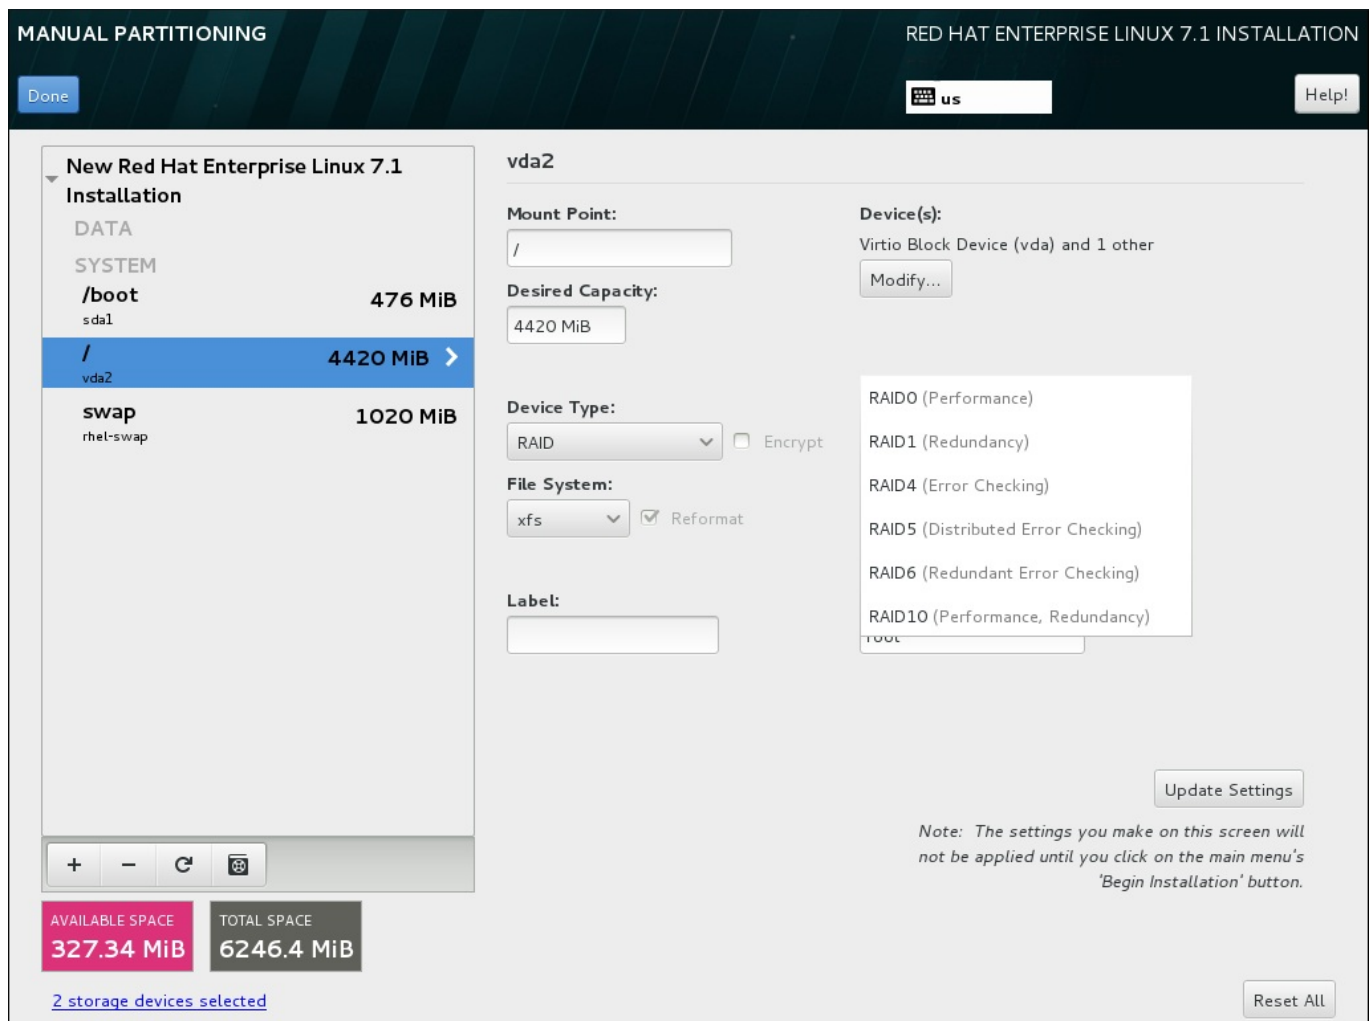 MANUAL PARTITIONING
RED HAT ENTERPRISE LINUX 7.1 INSTALLATION
Done
us
Help!
New Red Hat Enterprise Linux 7.1
Installation
DATA
SYSTEM
/boot
476 MiB
sda1
/
4420 MiB
vda2
swap
1020 MiB
rhel-swap
vda2
Mount Point:
/
Desired Capacity:
4420 MiB
Device(s):
Virtio Block Device (vda) and 1 other
Modify...
Device Type:
RAID
Encrypt
File System:
xfs
Reformat
Label:
RAID0 (Performance)
RAID1 (Redundancy)
RAID4 (Error Checking)
RAID5 (Distributed Error Checking)
RAID6 (Redundant Error Checking)
RAID10 (Performance, Redundancy)
root
Update Settings
Note: The settings you make on this screen will
not be applied until you click on the main menu's
'Begin Installation' button.
AVAILABLE SPACE
327.34 MiB
TOTAL SPACE
6246.4 MiB
2 storage devices selected
Reset All